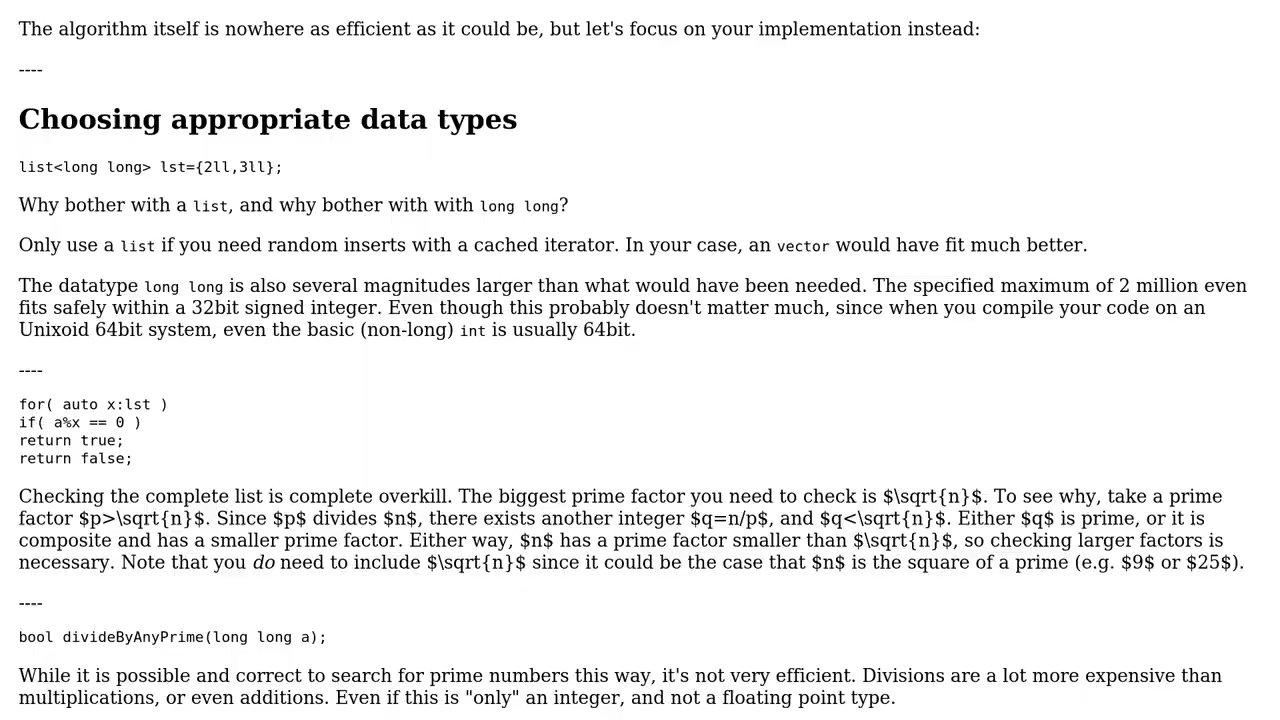 The algorithm itself is nowhere as efficient as it could be, but let's focus on your implementation instead:
----
Choosing appropriate data types
list<long long> lst={2ll,3ll};
Why bother with a list, and why bother with with long long?
Only use a list if you need random inserts with a cached iterator. In your case, an vector would have fit much better.
The datatype long long is also several magnitudes larger than what would have been needed. The specified maximum of 2 million even
fits safely within a 32bit signed integer. Even though this probably doesn't matter much, since when you compile your code on an
Unixoid 64bit system, even the basic (non-long) int is usually 64bit.
----
for( auto x:lst )
if( a%x == 0 )
return true;
return false;
Checking the complete list is complete overkill. The biggest prime factor you need to check is $\sqrt{n}$. To see why, take a prime
factor $p>\sqrt{n}$. Since $p$ divides $n$, there exists another integer $q=n/p$, and $q<\sqrt{n}$. Either $q$ is prime, or it is
composite and has a smaller prime factor. Either way, $n$ has a prime factor smaller than $\sqrt{n}$, so checking larger factors is
necessary. Note that you do need to include $\sqrt{n}$ since it could be the case that $n$ is the square of a prime (e.g. $9$ or $25$).
----
bool divideByAnyPrime(long long a);
While it is possible and correct to search for prime numbers this way, it's not very efficient. Divisions are a lot more expensive than
multiplications, or even additions. Even if this is "only" an integer, and not a floating point type.